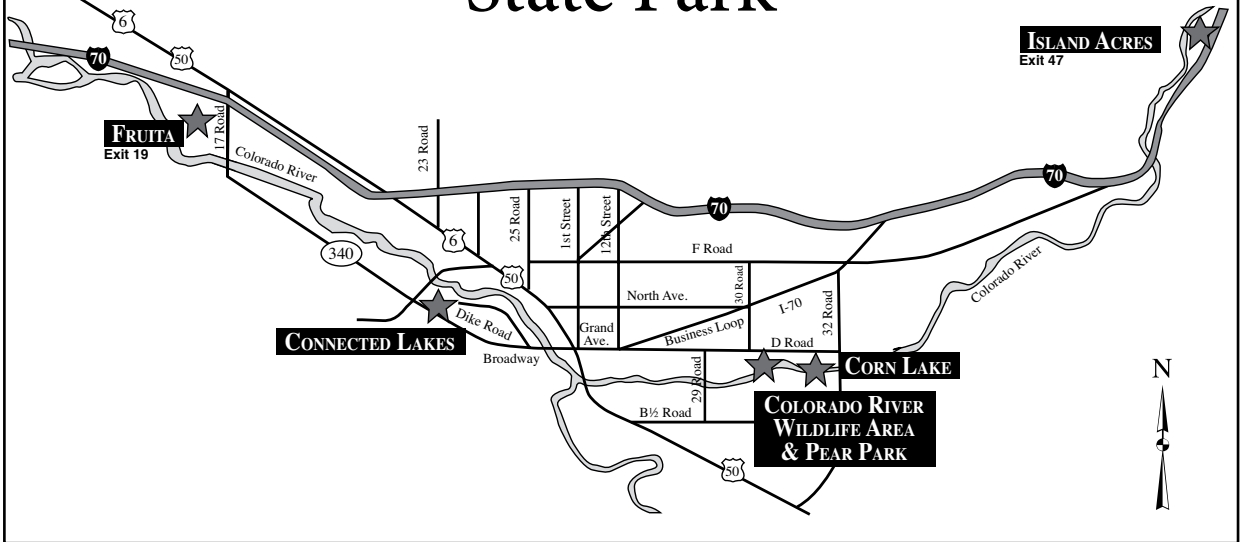 State Park
6
50
70
ISLAND ACRES
Exit 47
FRUITA
Exit 19
17 Road
Colorado River
23 Road
340
6
50
25 Road
1st Street
12th Street
70
70
F Road
Colorado River
North Ave.
30 Road
I-70
32 Road
Grand
Ave.
Business Loop
Dike Road
Broadway
D Road
CONNECTED LAKES
29 Road
CORN LAKE
B½ Road
COLORADO RIVER
WILDLIFE AREA
& PEAR PARK
50
N